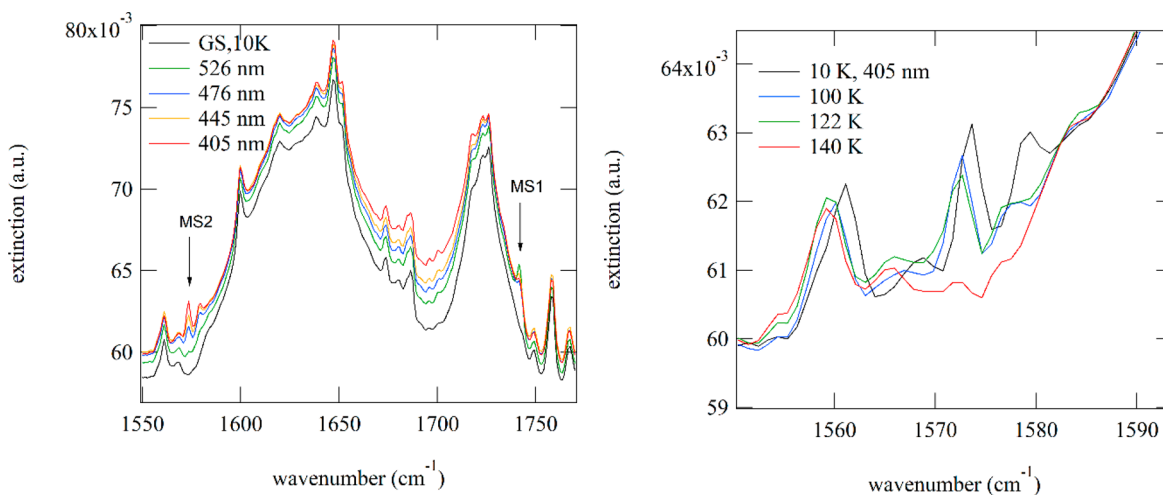 80x10⁻³
75
70
65
60
extinction (a.u.)
GS,10K
526 nm
476 nm
445 nm
405 nm
MS2
MS1
1550
1600
1650
1700
1750
wavenumber (cm⁻¹)
64x10⁻³
63
62
61
60
59
extinction (a.u.)
10 K, 405 nm
100 K
122 K
140 K
1560
1570
1580
1590
wavenumber (cm⁻¹)